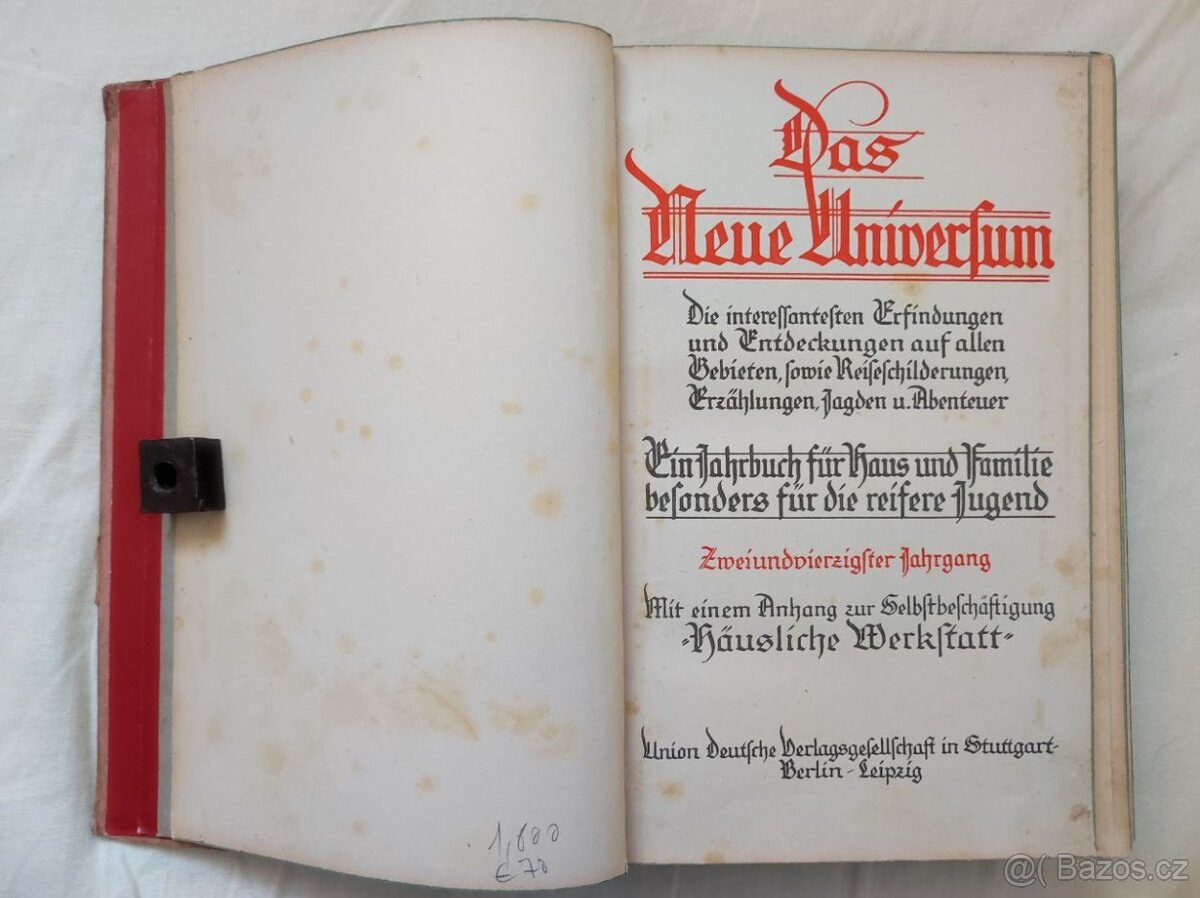 Das
Neue Universum
Die interessantesten Erfindungen
und Entdeckungen auf allen
Gebieten, sowie Reiseschilderungen,
Erzählungen, Jagden u. Abenteuer
Ein Jahrbuch für Haus und Familie
besonders für die reifere Jugend
Zweiundvierzigster Jahrgang
Mit einem Anhang zur Selbstbeschäftigung
"Häusliche Werkstatt"
Union Deutsche Verlagsgesellschaft in Stuttgart-
Berlin - Leipzig
€ 70
@( Bazos.cz